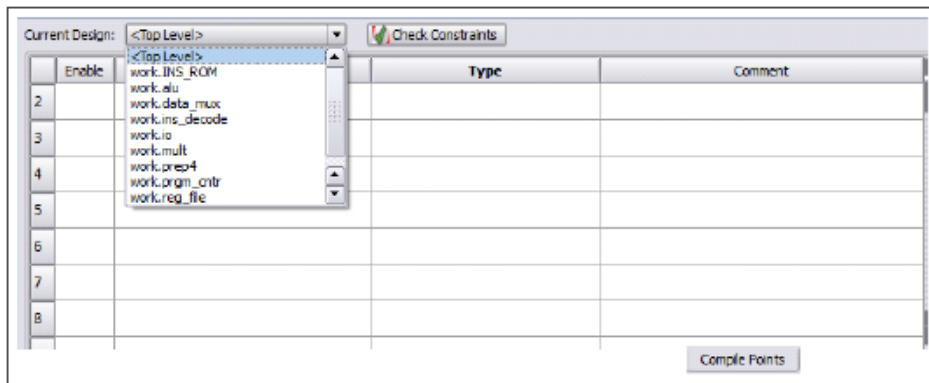 Current Design: <Top Level> Check Constraints
Enable Type Comment
<Top Level>
work.INS_ROM
work.alu
work.data_mux
work.ins_decode
work.io
work.mult
work.prep4
work.prgm_cntr
work.reg_file
2
3
4
5
6
7
8
Compile Points